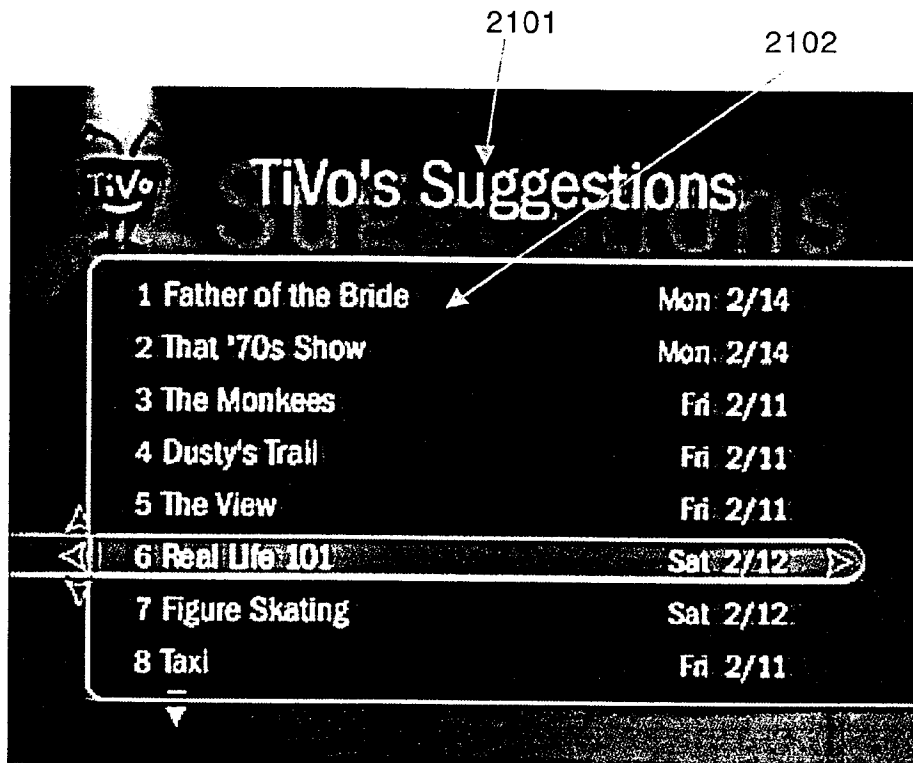 2101
2102
TiVo
TiVo's Suggestions
Suggestions
1 Father of the Bride Mon 2/14
2 That '70s Show Mon 2/14
3 The Monkees Fri 2/11
4 Dusty's Trail Fri 2/11
5 The View Fri 2/11
6 Real Life 101 Sat 2/12
7 Figure Skating Sat 2/12
8 Taxi Fri 2/11